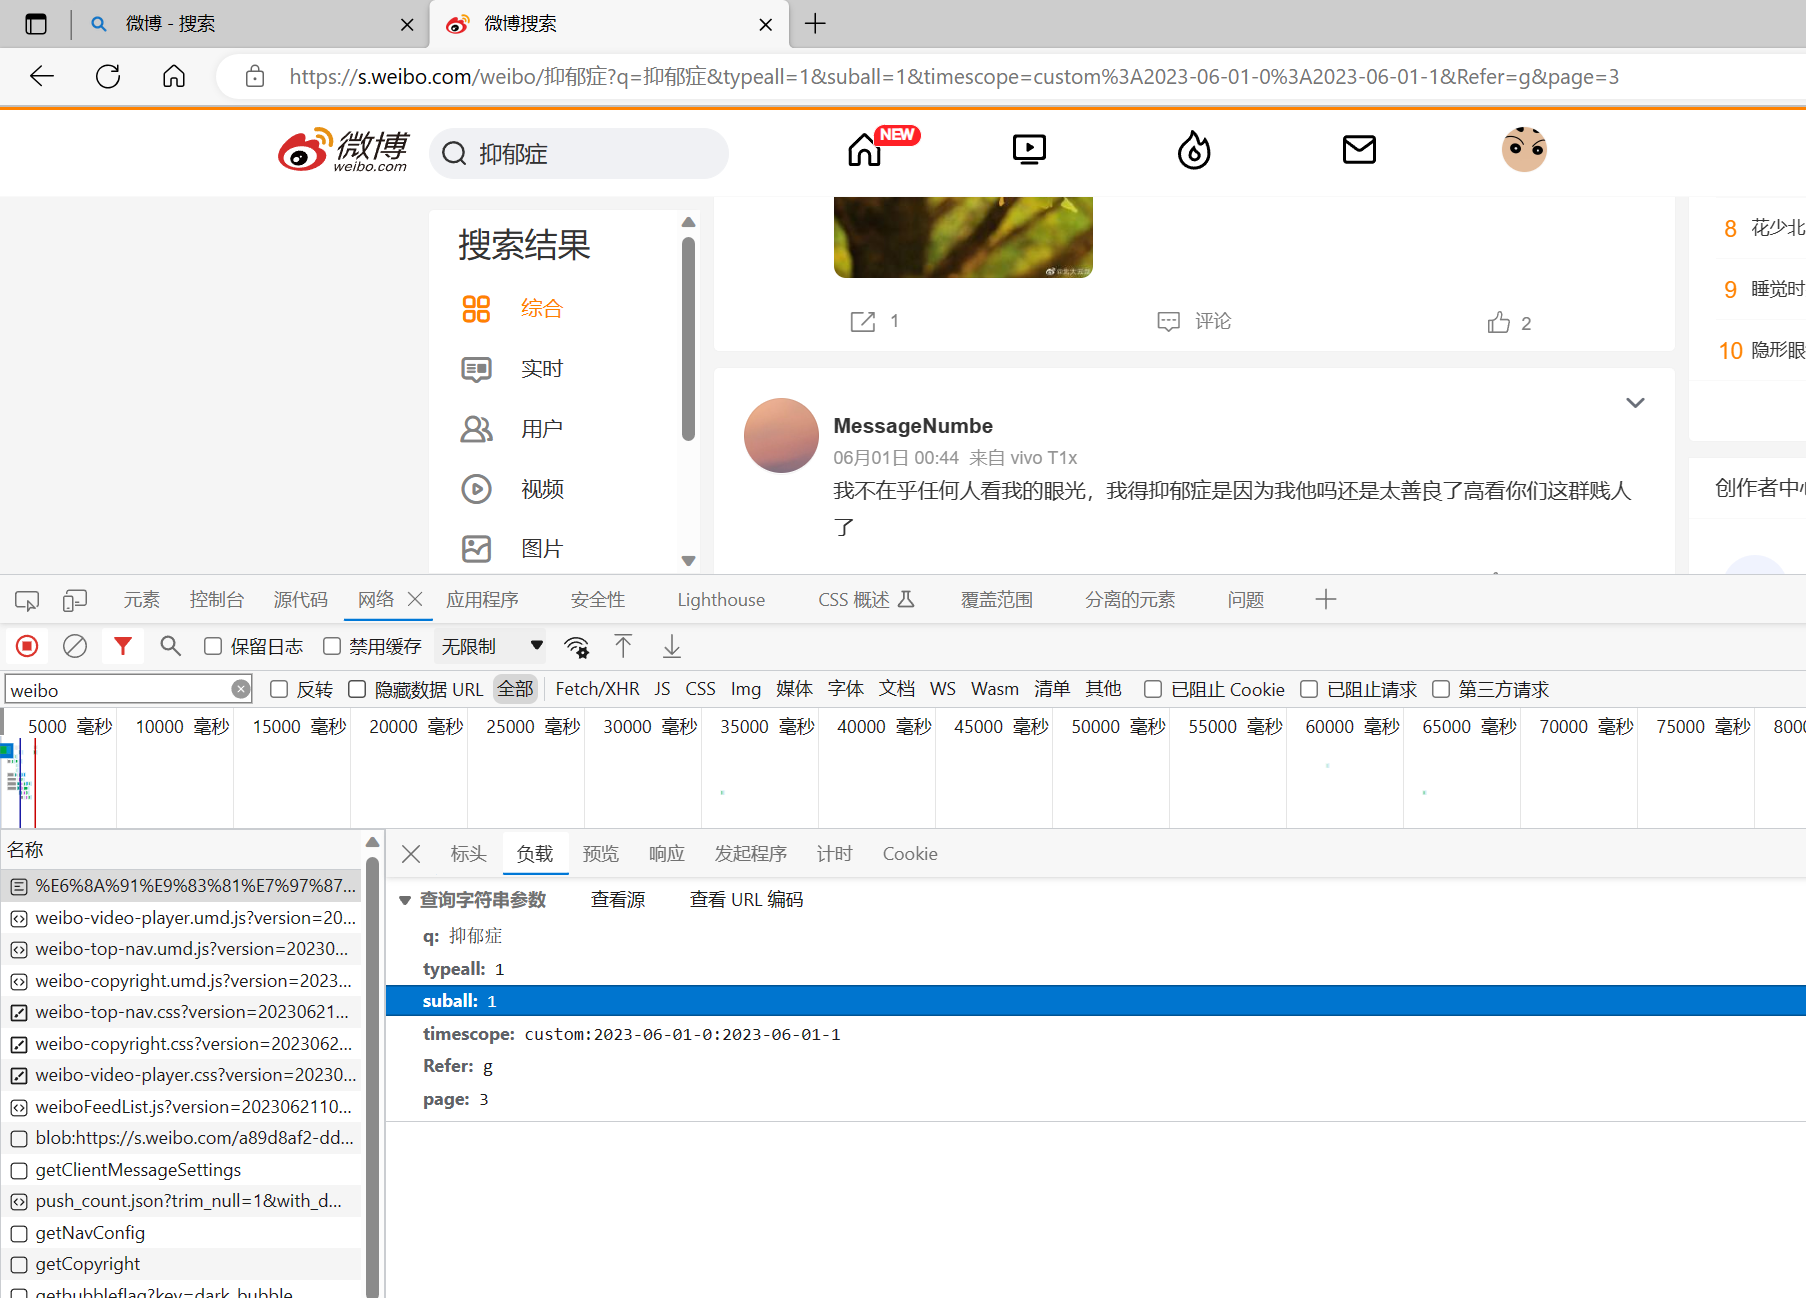 微博 - 搜索
微博搜索
https://s.weibo.com/weibo/抑郁症?q=抑郁症&typeall=1&suball=1&timescope=custom%3A2023-06-01-0%3A2023-06-01-1&Refer=g&page=3
微博
weibo.com
抑郁症
NEW
搜索结果
综合
实时
用户
视频
图片
1
评论
2
MessageNumbe
06月01日 00:44 来自 vivo T1x
我不在乎任何人看我的眼光，我得抑郁症是因为我他吗还是太善良了高看你们这群贱人
了
8 花少北
9 睡觉时
10 隐形眼
创作者中心
元素 控制台 源代码 网络 应用程序 安全性 Lighthouse CSS 概述 覆盖范围 分离的元素 问题
保留日志 禁用缓存 无限制
weibo 反转 隐藏数据 URL 全部 Fetch/XHR JS CSS Img 媒体 字体 文档 WS Wasm 清单 其他 已阻止 Cookie 已阻止请求 第三方请求
5000 毫秒 10000 毫秒 15000 毫秒 20000 毫秒 25000 毫秒 30000 毫秒 35000 毫秒 40000 毫秒 45000 毫秒 50000 毫秒 55000 毫秒 60000 毫秒 65000 毫秒 70000 毫秒 75000 毫秒 8000
名称
%E6%8A%91%E9%83%81%E7%97%87...
weibo-video-player.umd.js?version=20...
weibo-top-nav.umd.js?version=20230...
weibo-copyright.umd.js?version=2023...
weibo-top-nav.css?version=20230621...
weibo-copyright.css?version=2023062...
weibo-video-player.css?version=20230...
weiboFeedList.js?version=2023062110...
blob:https://s.weibo.com/a89d8af2-dd...
getClientMessageSettings
push_count.json?trim_null=1&with_d...
getNavConfig
getCopyright
getbubbleflag?key=dark_bubble
标头 负载 预览 响应 发起程序 计时 Cookie
查询字符串参数 查看源 查看 URL 编码
q: 抑郁症
typeall: 1
suball: 1
timescope: custom:2023-06-01-0:2023-06-01-1
Refer: g
page: 3